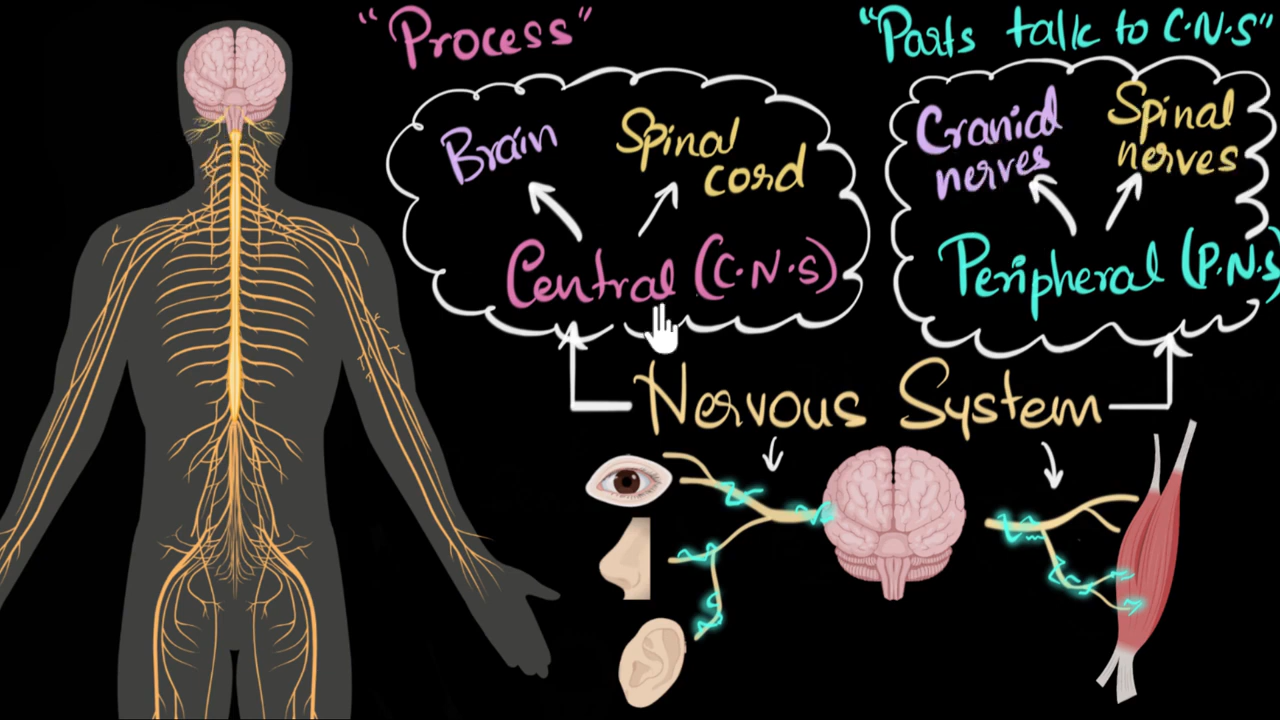 "Process"
"Parts talk to C.N.S"
Brain
Spinal
cord
Central (C.N.S)
Cranial
nerves
Spinal
nerves
Peripheral (P.N.S)
Nervous System